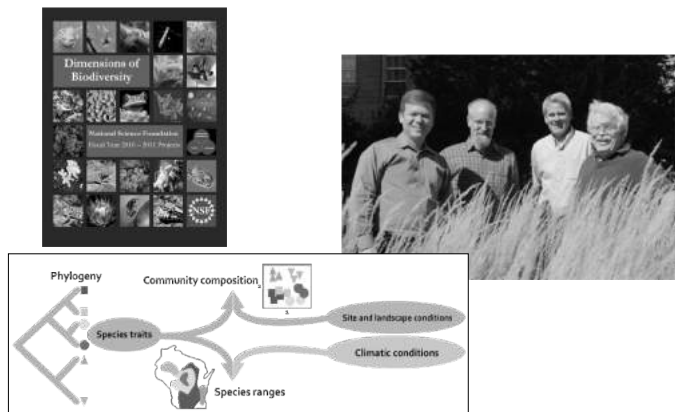 Dimensions of
Biodiversity
National Science Foundation
Fiscal Year 2010 – 2011 Projects
NSF
Phylogeny
Community composition
Species traits
Site and landscape conditions
Climatic conditions
Species ranges